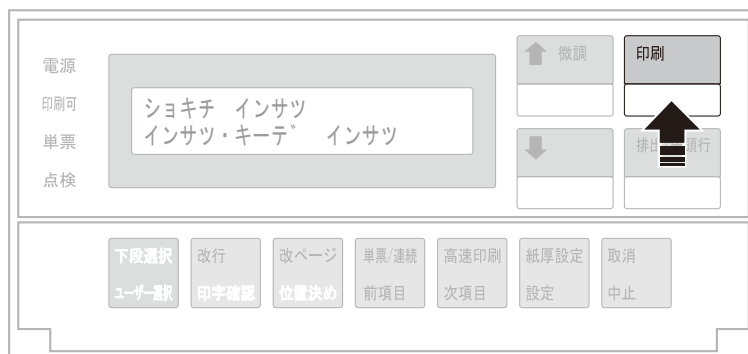 電源
印刷可
単票
点検
ショキチ インサツ
インサツ・キーデ゛ インサツ
微調
印刷
排出
頭行
下段選択
ユーザー選択
改行
印字確認
改ページ
位置決め
単票/連続
前項目
高速印刷
次項目
紙厚設定
設定
取消
中止